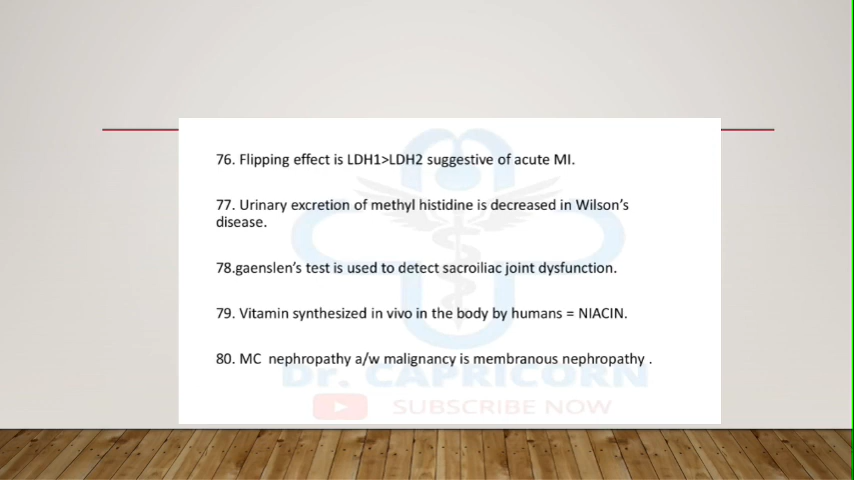 76. Flipping effect is LDH1>LDH2 suggestive of acute MI.
77. Urinary excretion of methyl histidine is decreased in Wilson's
disease.
78.gaenslen's test is used to detect sacroiliac joint dysfunction.
79. Vitamin synthesized in vivo in the body by humans = NIACIN.
80. MC  nephropathy a/w malignancy is membranous nephropathy .
Dr. CAPRICORN
SUBSCRIBE NOW